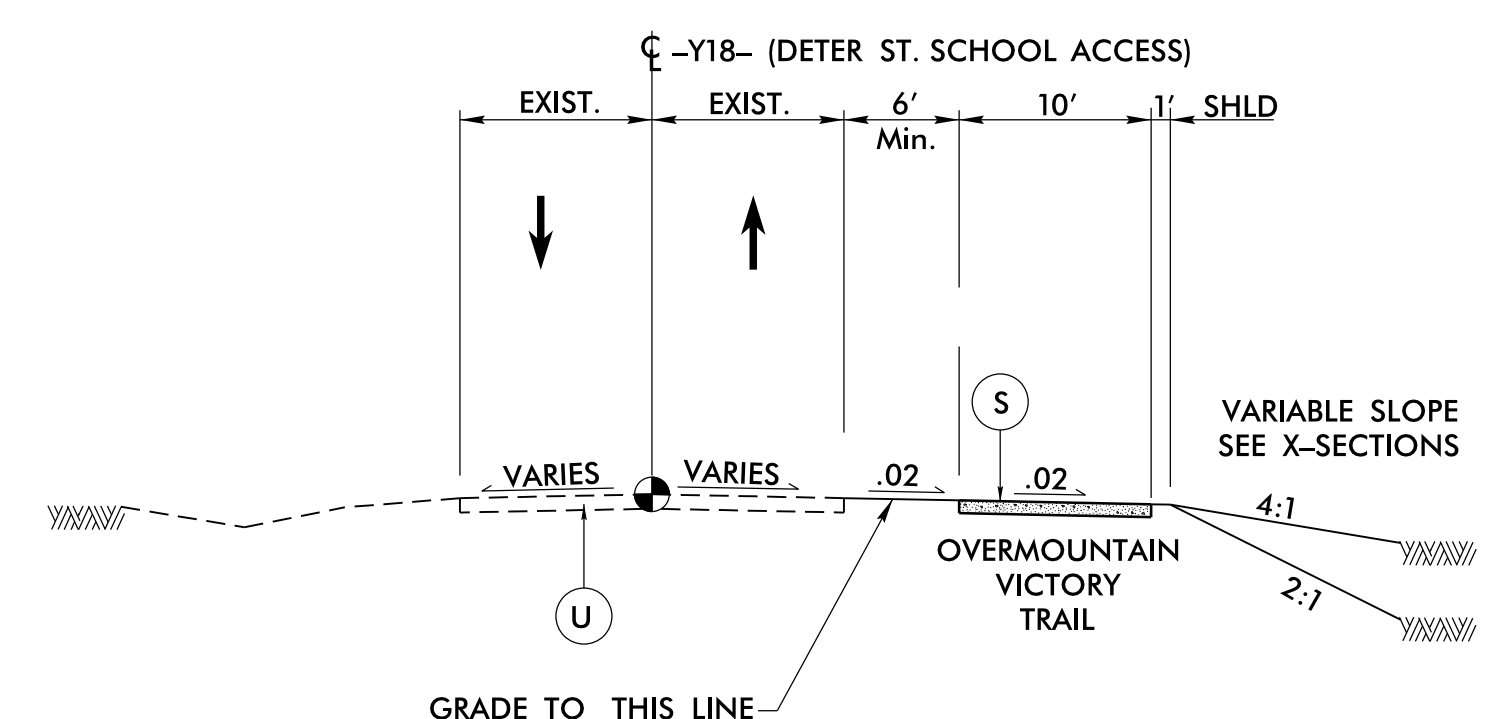 ℄ –Y18– (DETER ST. SCHOOL ACCESS)
EXIST. EXIST. 6' 10' 1' SHLD
Min.
S
VARIABLE SLOPE
SEE X–SECTIONS
VARIES VARIES .02 .02
4:1
OVERMOUNTAIN
VICTORY
TRAIL
2:1
U
GRADE TO THIS LINE